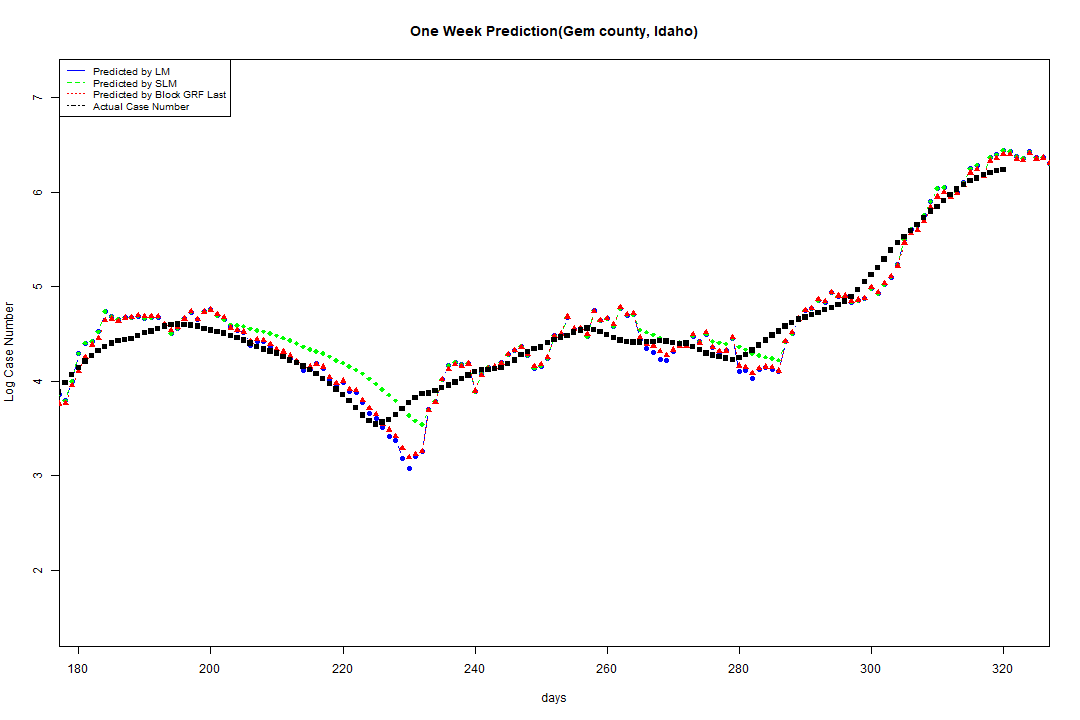 One Week Prediction(Gem county, Idaho)
Predicted by LM
Predicted by SLM
Predicted by Block GRF Last
Actual Case Number
Log Case Number
7
6
5
4
3
2
180 200 220 240 260 280 300 320
days